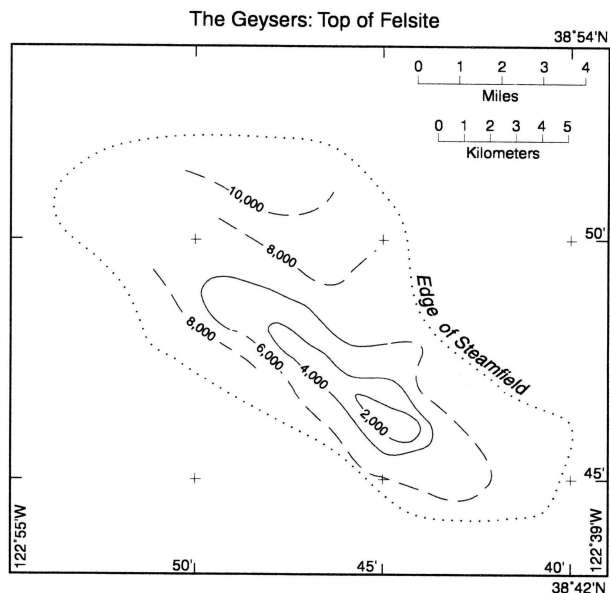 The Geysers: Top of Felsite
38°54'N
0 1 2 3 4
Miles
0 1 2 3 4 5
Kilometers
10,000
8,000
50'
Edge of Steamfield
8,000
6,000
4,000
2,000
45'
122°55'W
50'
45'
40'
122°39'W
38°42'N